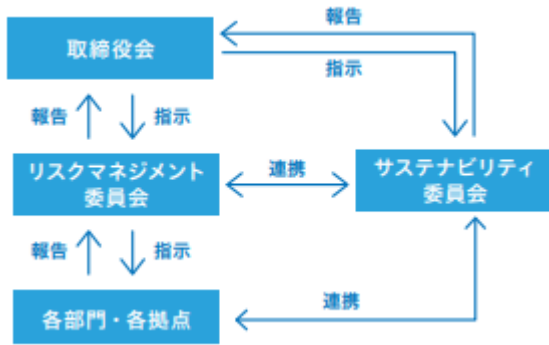 報告
取締役会
指示
報告
指示
リスクマネジメント
委員会
連携
サステナビリティ
委員会
報告
指示
各部門・各拠点
連携